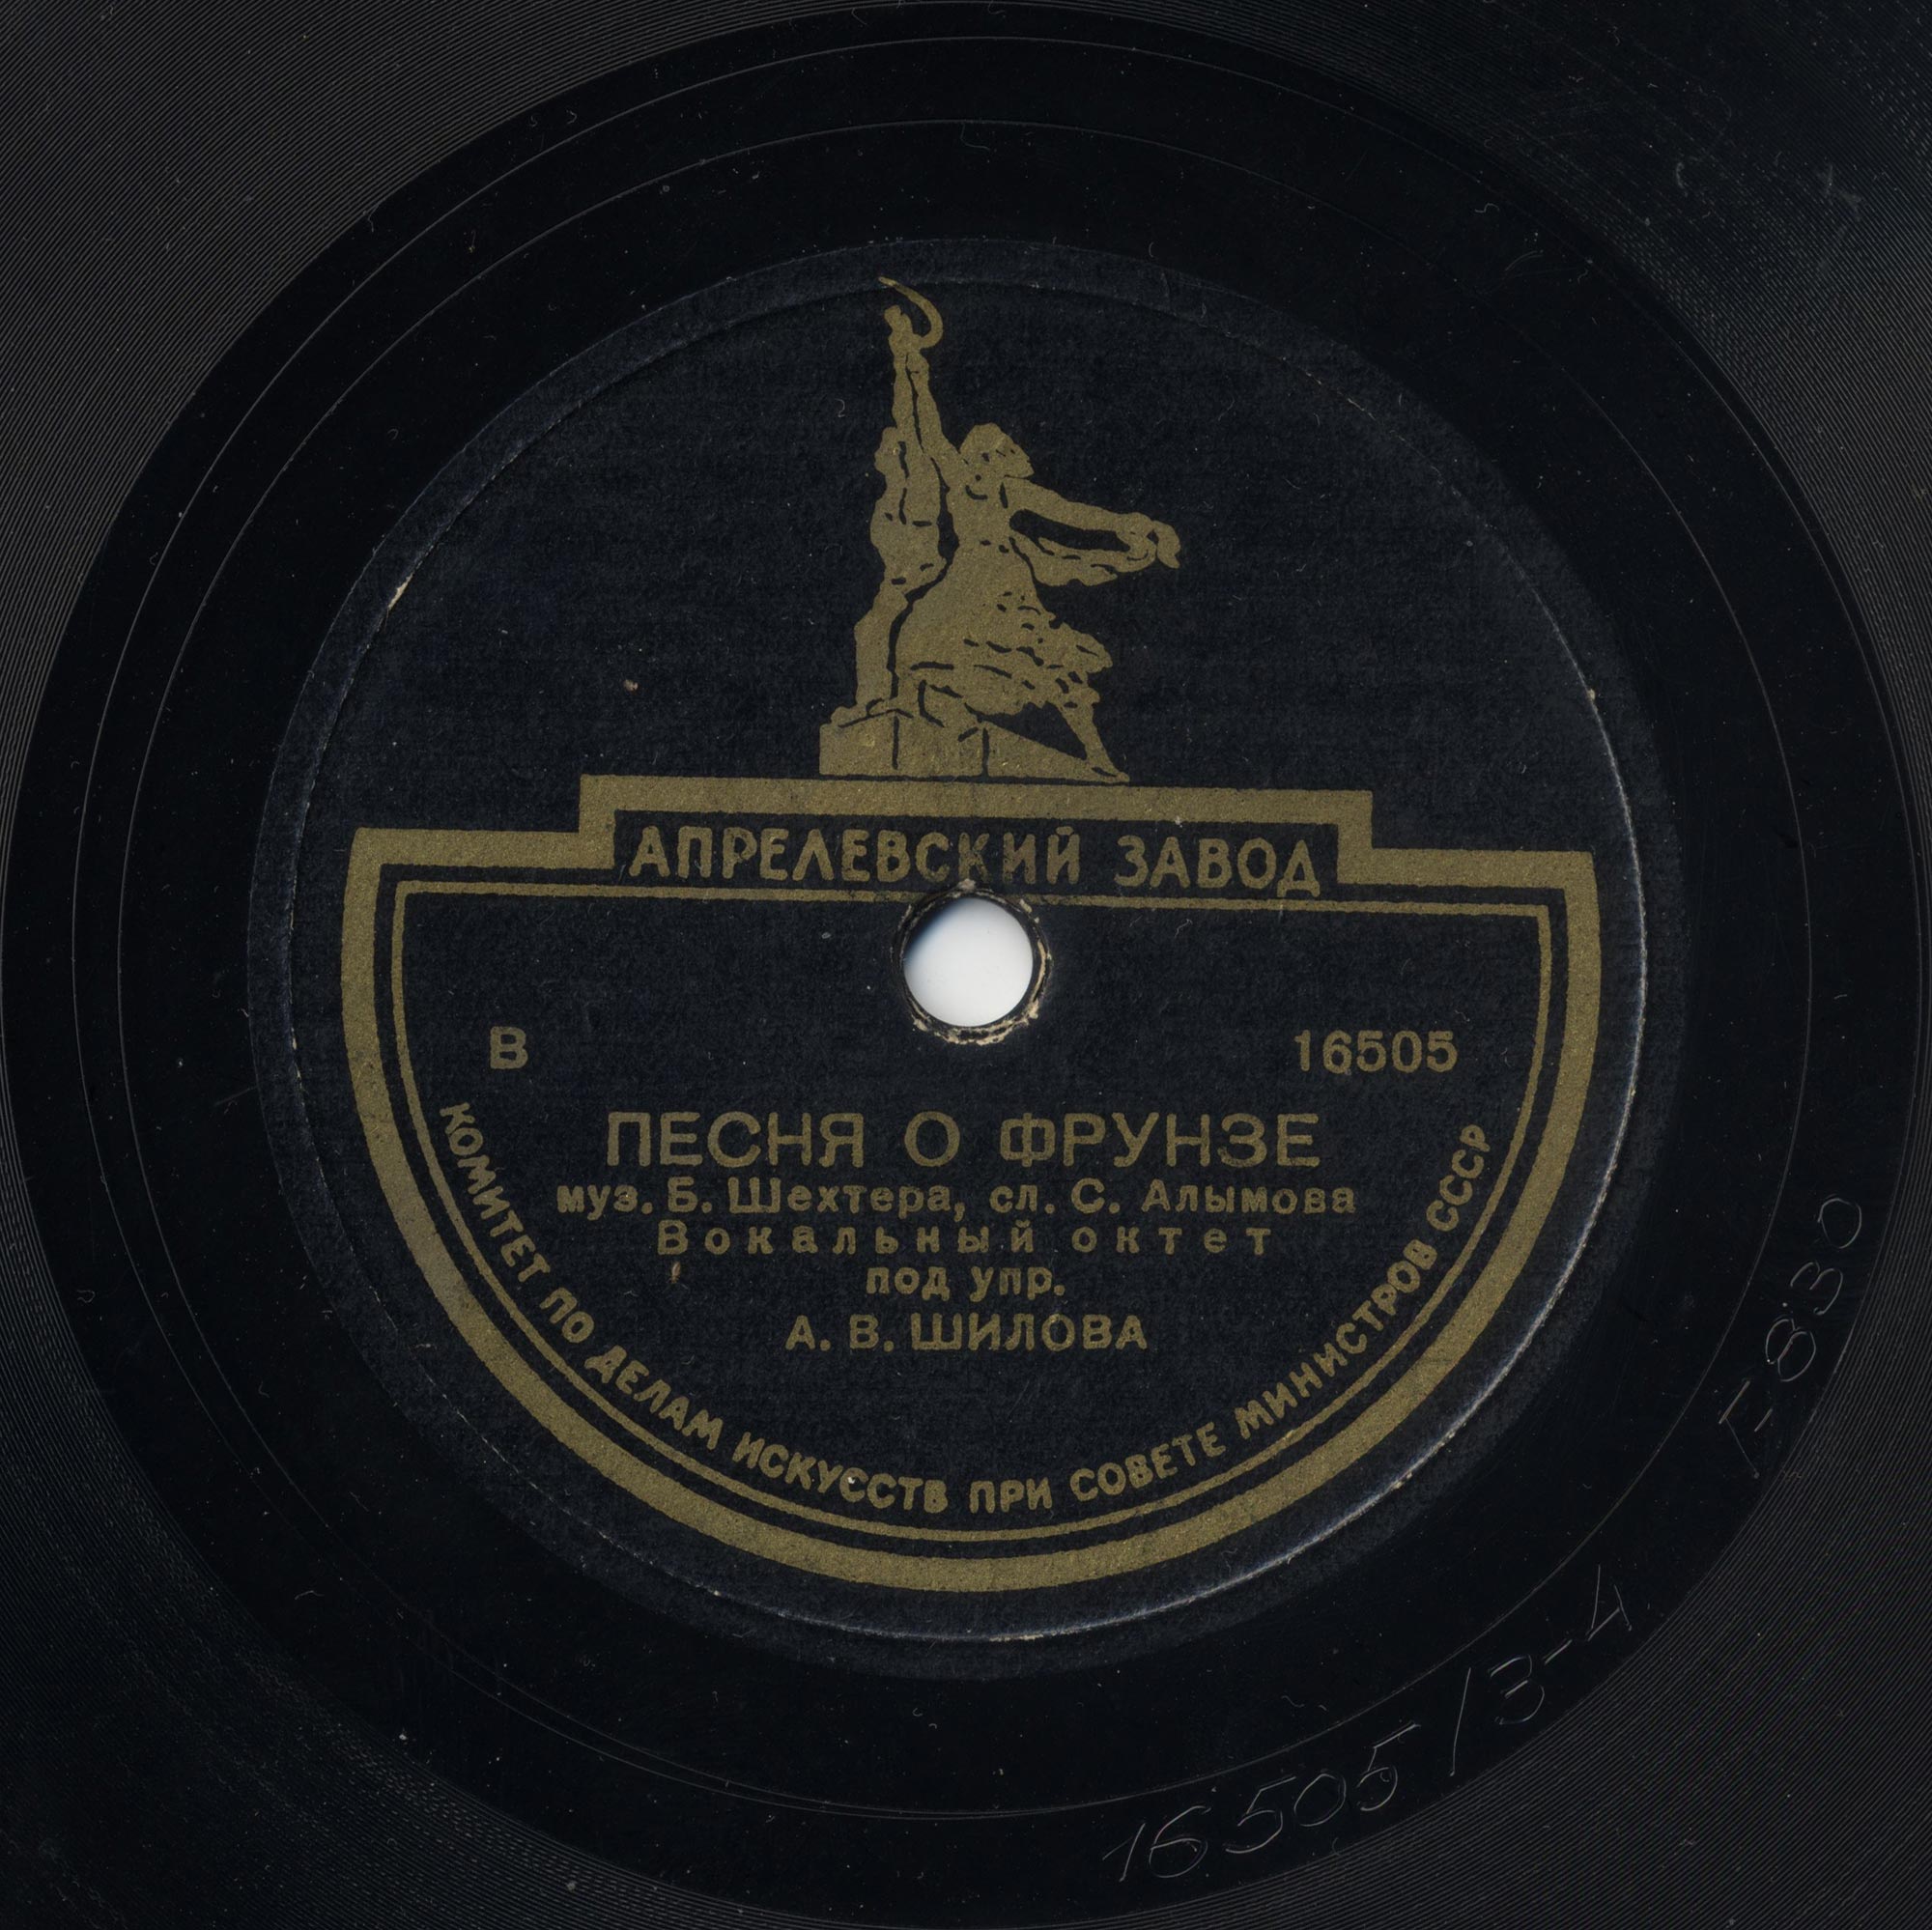 АПРЕЛЕВСКИЙ ЗАВОД
В 16505
ПЕСНЯ О ФРУНЗЕ
муз. Б. Шехтера, сл. С. Алымова
Вокальный октет
под упр.
А. В. ШИЛОВА
КОМИТЕТ ПО ДЕЛАМ ИСКУССТВ ПРИ СОВЕТЕ МИНИСТРОВ СССР
16505/3-4